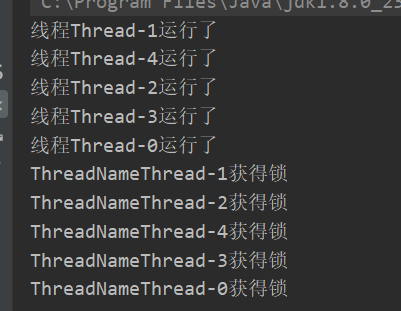 C:\Program Files\Java\jdk1.8.0_23
线程Thread-1运行了
线程Thread-4运行了
线程Thread-2运行了
线程Thread-3运行了
线程Thread-0运行了
ThreadNameThread-1获得锁
ThreadNameThread-2获得锁
ThreadNameThread-4获得锁
ThreadNameThread-3获得锁
ThreadNameThread-0获得锁